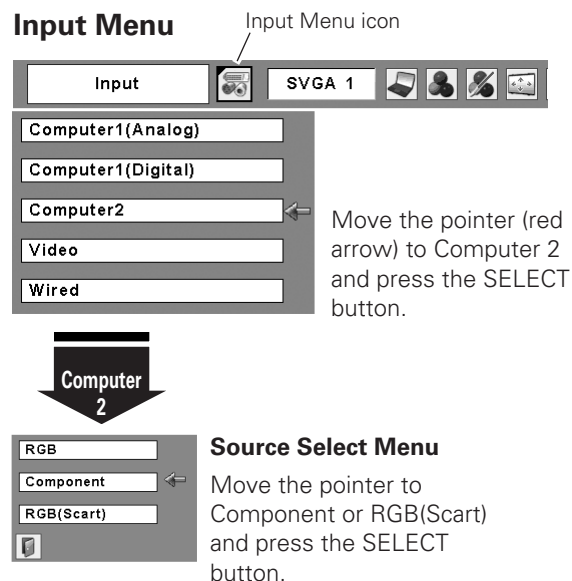 Input Menu
Input Menu icon
Input
SVGA 1
Computer1(Analog)
Computer1(Digital)
Computer2
Video
Wired
Move the pointer (red
arrow) to Computer 2
and press the SELECT
button.
Computer
2
RGB
Component
RGB(Scart)
Source Select Menu
Move the pointer to
Component or RGB(Scart)
and press the SELECT
button.